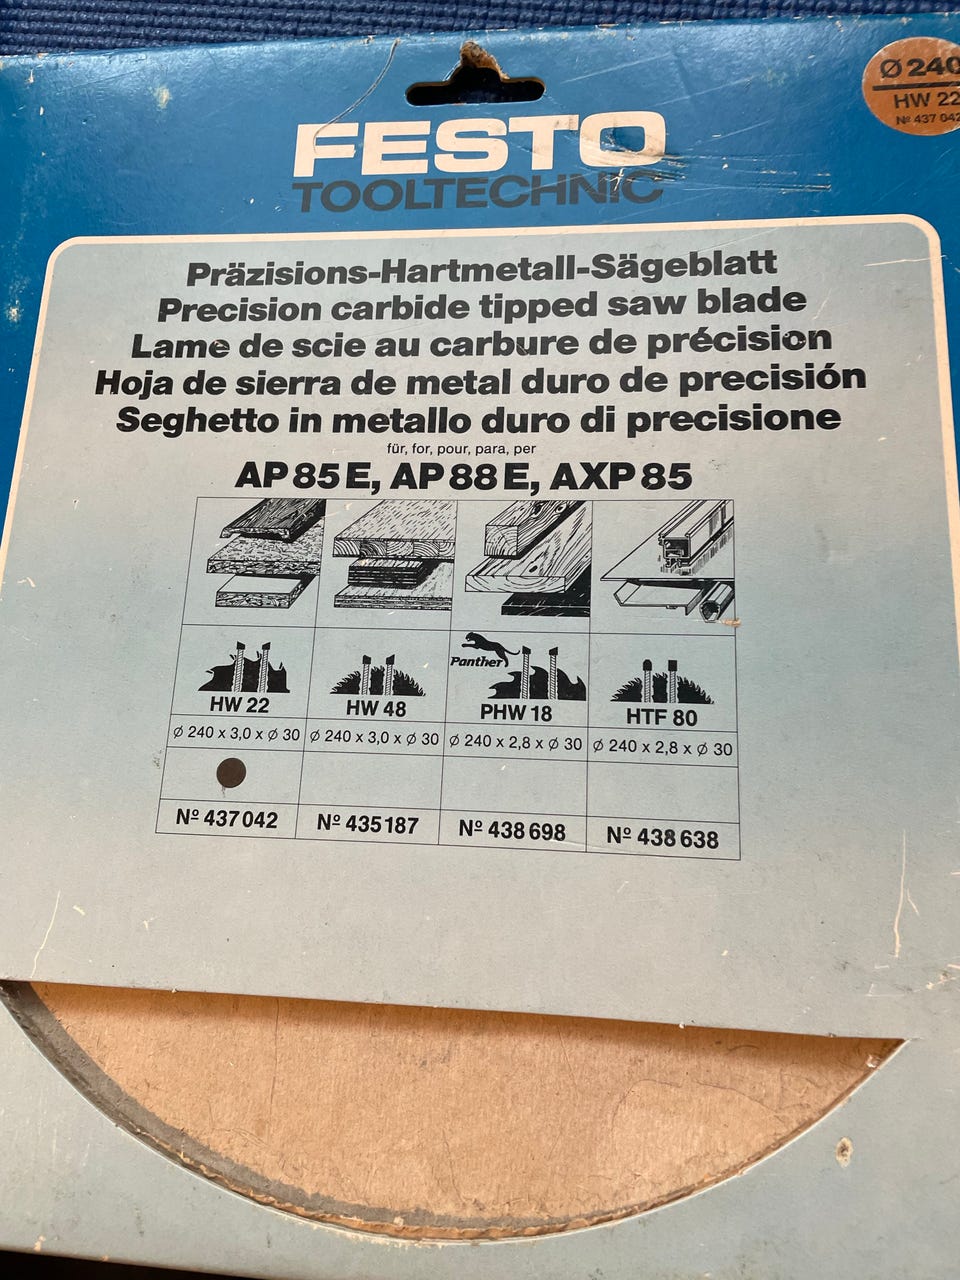 Ø 240
HW 22
Nº 437 042
FESTO
TOOLTECHNIC
Präzisions-Hartmetall-Sägeblatt
Precision carbide tipped saw blade
Lame de scie au carbure de précision
Hoja de sierra de metal duro de precisión
Seghetto in metallo duro di precisione
für, for, pour, para, per
AP 85 E, AP 88 E, AXP 85
Panther
HW 22 HW 48 PHW 18 HTF 80
Ø 240 x 3,0 x Ø 30 Ø 240 x 3,0 x Ø 30 Ø 240 x 2,8 x Ø 30 Ø 240 x 2,8 x Ø 30
Nº 437 042 Nº 435 187 Nº 438 698 Nº 438 638